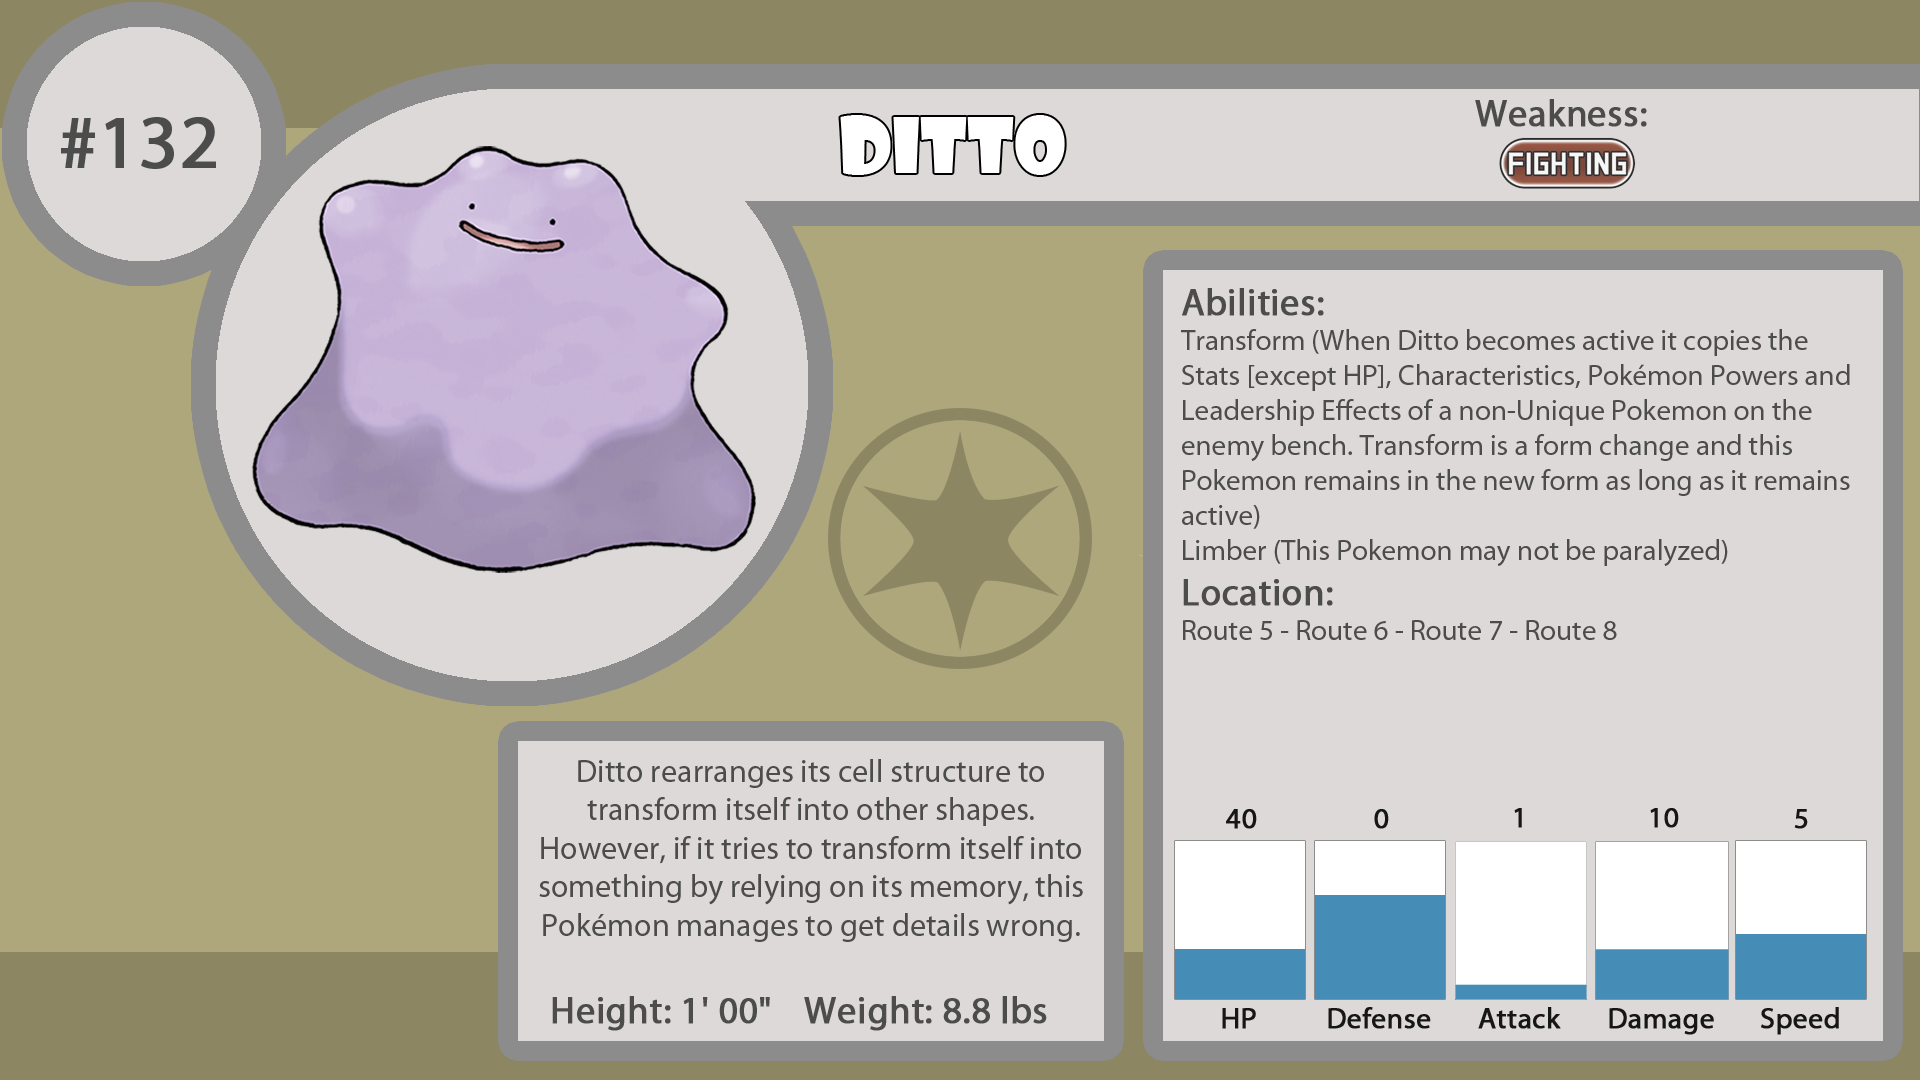 #132
DITTO
Weakness:
FIGHTING
Abilities:
Transform (When Ditto becomes active it copies the
Stats [except HP], Characteristics, Pokémon Powers and
Leadership Effects of a non-Unique Pokemon on the
enemy bench. Transform is a form change and this
Pokemon remains in the new form as long as it remains
active)
Limber (This Pokemon may not be paralyzed)
Location:
Route 5 - Route 6 - Route 7 - Route 8
Ditto rearranges its cell structure to
transform itself into other shapes.
However, if it tries to transform itself into
something by relying on its memory, this
Pokémon manages to get details wrong.
Height: 1' 00" Weight: 8.8 lbs
40 0 1 10 5
HP Defense Attack Damage Speed